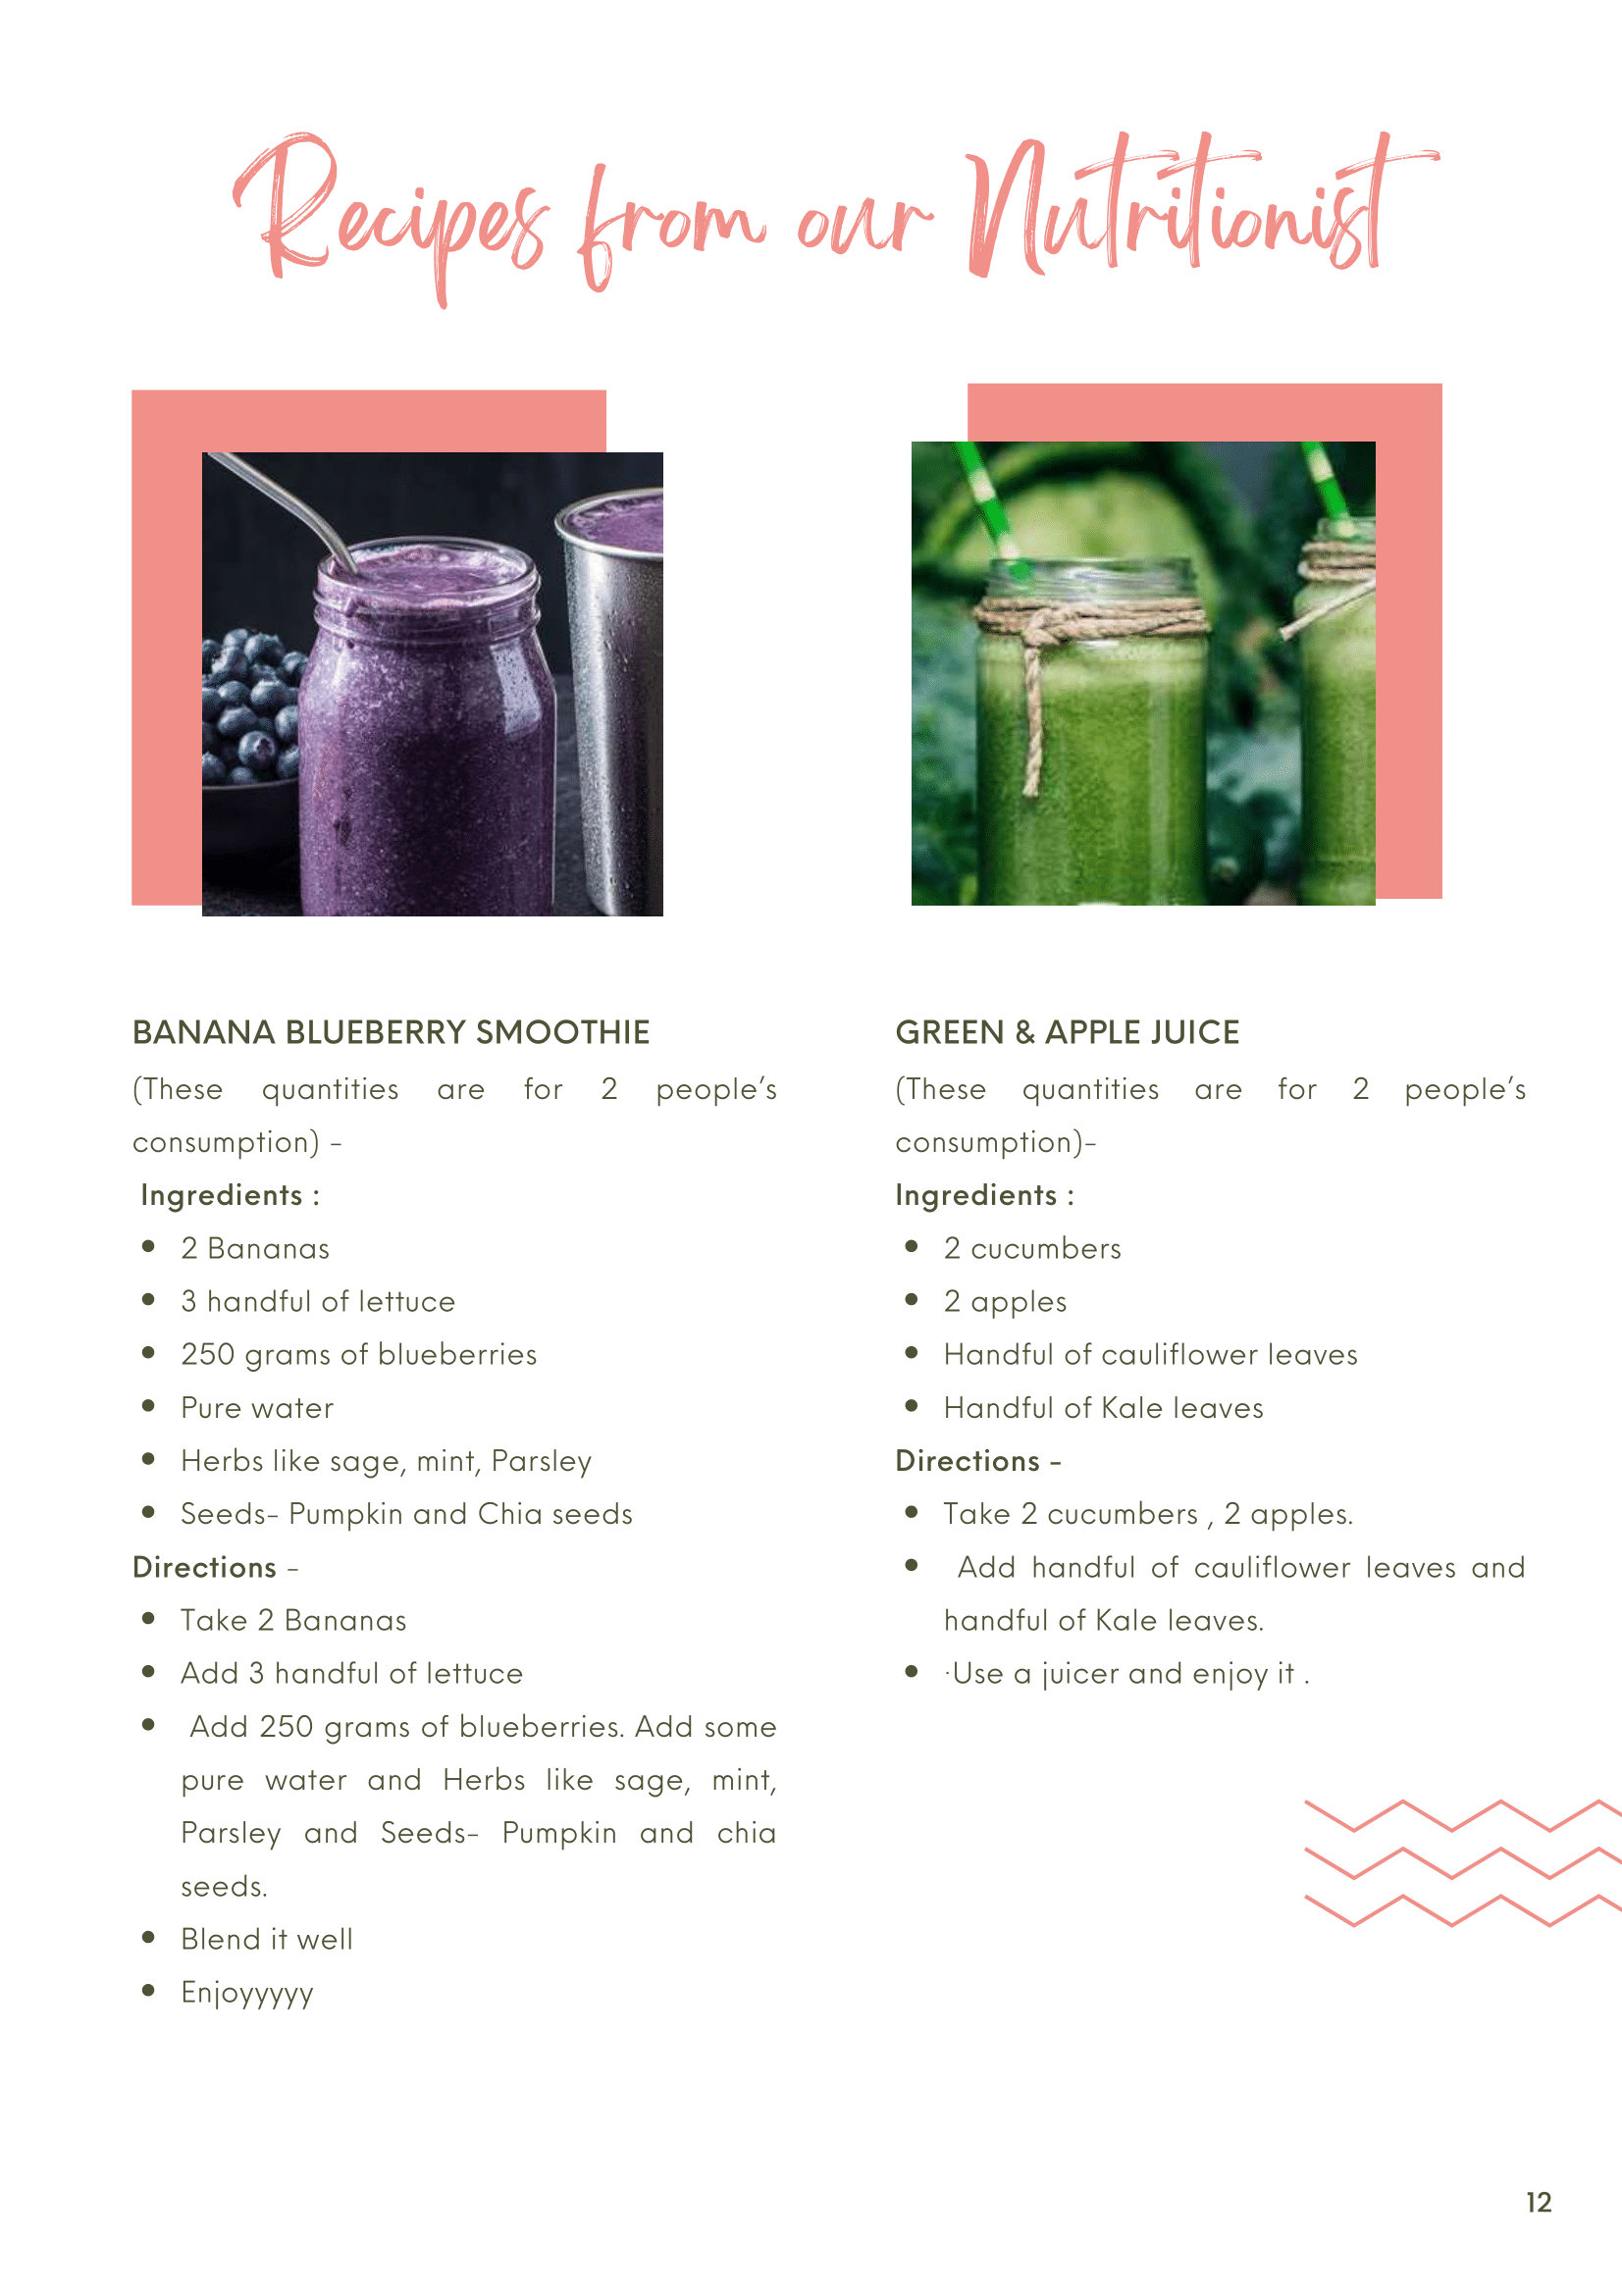 Recipes from our Nutritionist
BANANA BLUEBERRY SMOOTHIE
(These quantities are for 2 people's
consumption) -
Ingredients :
• 2 Bananas
• 3 handful of lettuce
• 250 grams of blueberries
• Pure water
• Herbs like sage, mint, Parsley
• Seeds- Pumpkin and Chia seeds
Directions -
• Take 2 Bananas
• Add 3 handful of lettuce
• Add 250 grams of blueberries. Add some
pure water and Herbs like sage, mint,
Parsley and Seeds- Pumpkin and chia
seeds.
• Blend it well
• Enjoyyyyy
GREEN & APPLE JUICE
(These quantities are for 2 people's
consumption)-
Ingredients :
• 2 cucumbers
• 2 apples
• Handful of cauliflower leaves
• Handful of Kale leaves
Directions -
• Take 2 cucumbers , 2 apples.
• Add handful of cauliflower leaves and
handful of Kale leaves.
• ·Use a juicer and enjoy it .
12